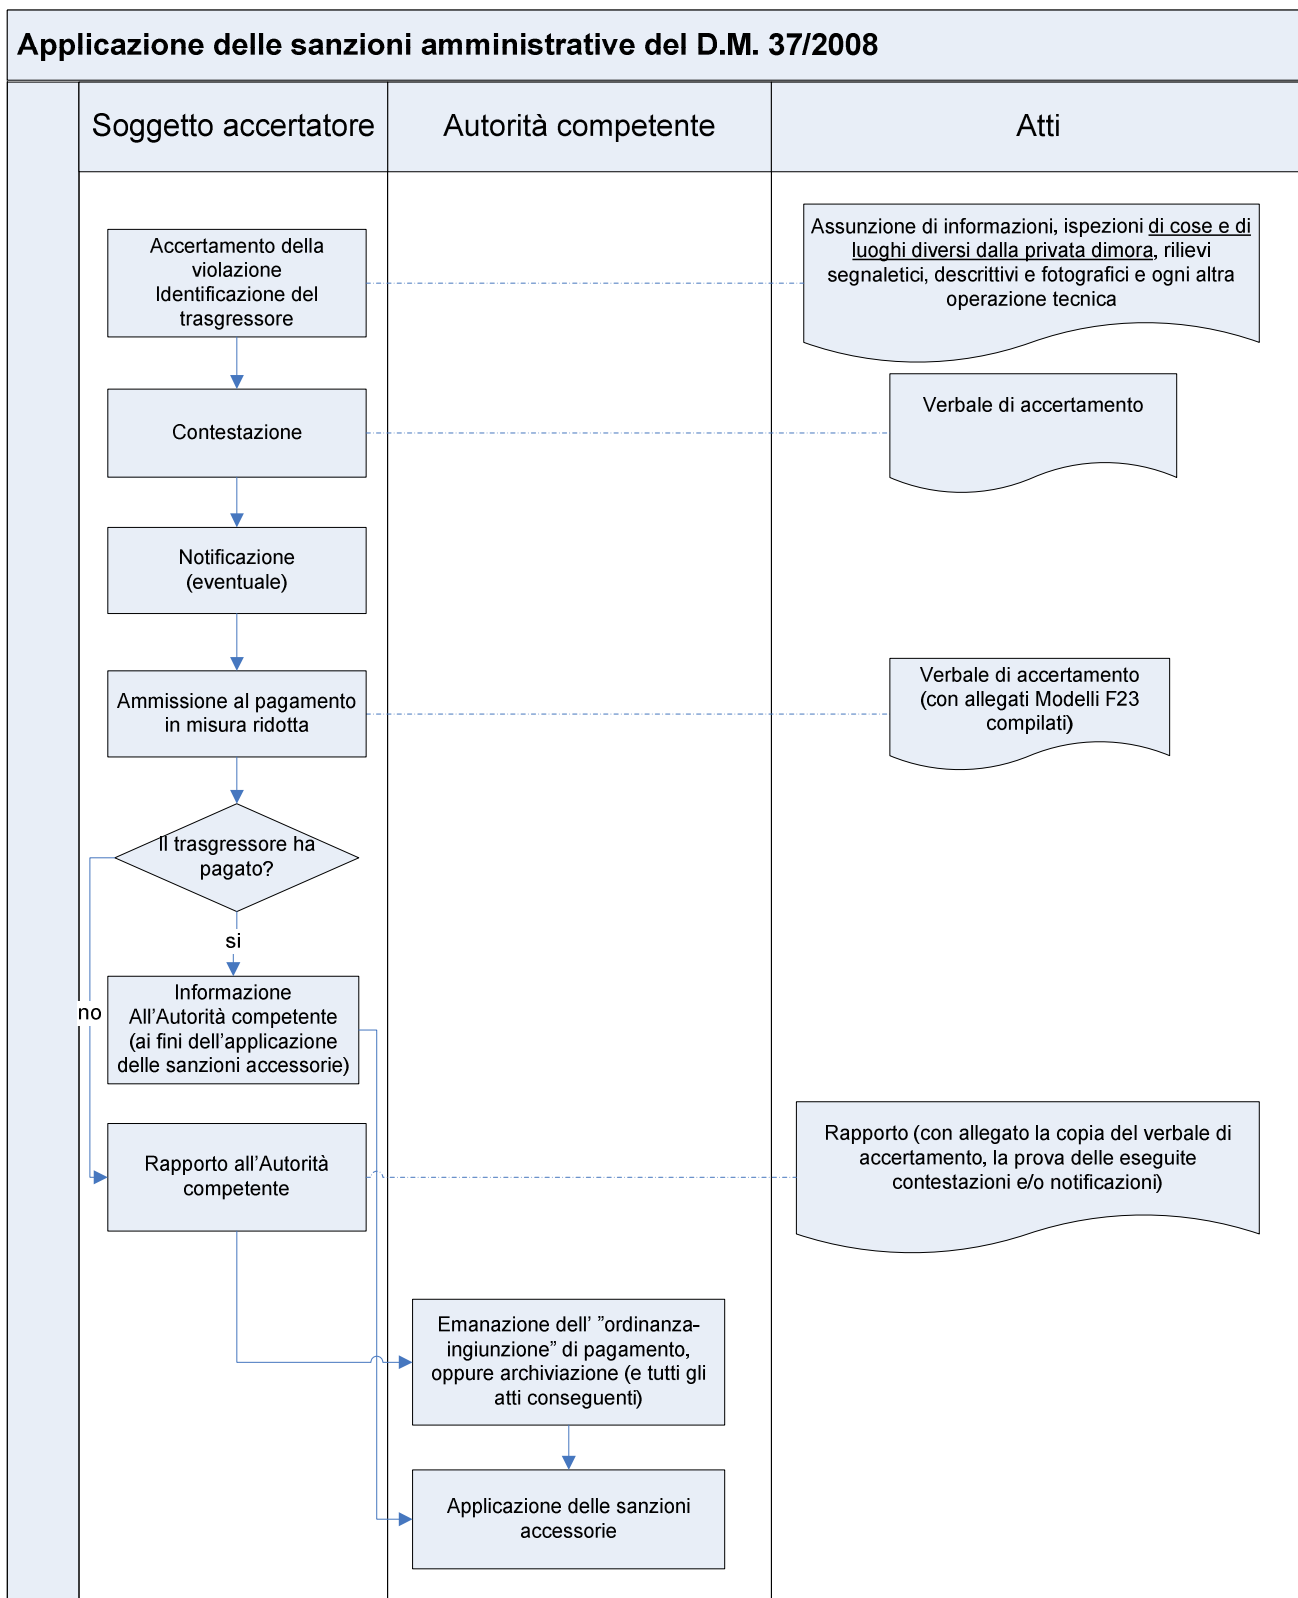 Applicazione delle sanzioni amministrative del D.M. 37/2008
Soggetto accertatore
Autorità competente
Atti
Accertamento della
violazione
Identificazione del
trasgressore
Assunzione di informazioni, ispezioni di cose e di
luoghi diversi dalla privata dimora, rilievi
segnaletici, descrittivi e fotografici e ogni altra
operazione tecnica
Contestazione
Verbale di accertamento
Notificazione
(eventuale)
Ammissione al pagamento
in misura ridotta
Verbale di accertamento
(con allegati Modelli F23
compilati)
Il trasgressore ha
pagato?
si
no
Informazione
All’Autorità competente
(ai fini dell’applicazione
delle sanzioni accessorie)
Rapporto all’Autorità
competente
Rapporto (con allegato la copia del verbale di
accertamento, la prova delle eseguite
contestazioni e/o notificazioni)
Emanazione dell’ ”ordinanza-
ingiunzione” di pagamento,
oppure archiviazione (e tutti gli
atti conseguenti)
Applicazione delle sanzioni
accessorie